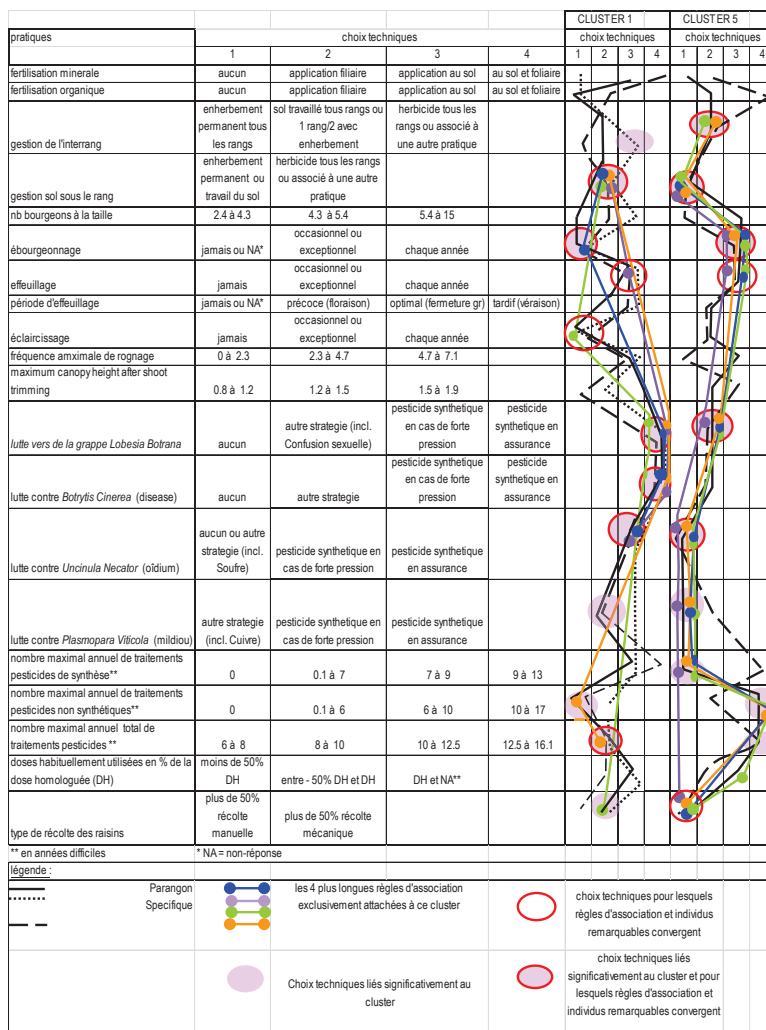 CLUSTER 1 CLUSTER 5
pratiques choix techniques choix techniques choix techniques
1 2 3 4 1 2 3 4 1 2 3 4
fertilisation minerale aucun application filiaire application au sol au sol et foliaire
fertilisation organique aucun application filiaire application au sol au sol et foliaire
enherbement sol travaillé tous rangs ou herbicide tous les
permanent tous 1 rang/2 avec rangs ou associé à
gestion de l'interrang les rangs enherbement une autre pratique
enherbement herbicide tous les rangs
permanent ou ou associé à une autre
gestion sol sous le rang travail du sol pratique
nb bourgeons à la taille 2.4 à 4.3 4.3 à 5.4 5.4 à 15
occasionnel ou
ébourgeonnage jamais ou NA* exceptionnel chaque année
occasionnel ou
effeuillage jamais exceptionnel chaque année
période d'effeuillage jamais ou NA* précoce (floraison) optimal (fermeture gr) tardif (véraison)
occasionnel ou
éclaircissage jamais exceptionnel chaque année
fréquence amximale de rognage 0 à 2.3 2.3 à 4.7 4.7 à 7.1
maximum canopy height after shoot
trimming 0.8 à 1.2 1.2 à 1.5 1.5 à 1.9
pesticide synthetique pesticide
autre strategie (incl. en cas de forte synthetique en
lutte vers de la grappe Lobesia Botrana aucun Confusion sexuelle) pression assurance
pesticide synthetique pesticide
en cas de forte synthetique en
lutte contre Botrytis Cinerea (disease) aucun autre strategie pression assurance
aucun ou autre
strategie (incl. pesticide synthetique en pesticide synthetique
lutte contre Uncinula Necator (oïdium) Soufre) cas de forte pression en assurance
autre strategie pesticide synthetique en pesticide synthetique
lutte contre Plasmopara Viticola (mildiou) (incl. Cuivre) cas de forte pression en assurance
nombre maximal annuel de traitements
pesticides de synthèse** 0 0.1 à 7 7 à 9 9 à 13
nombre maximal annuel de traitements
pesticides non synthétiques** 0 0.1 à 6 6 à 10 10 à 17
nombre maximal annuel total de
traitements pesticides ** 6 à 8 8 à 10 10 à 12.5 12.5 à 16.1
doses habituellement utilisées en % de la moins de 50%
dose homologuée (DH) DH entre - 50% DH et DH DH et NA**
plus de 50%
récolte plus de 50% récolte
type de récolte des raisins manuelle mécanique
** en années difficiles * NA = non-réponse
légende :
Parangon les 4 plus longues règles d'association choix techniques pour lesquels
Specifique exclusivement attachées à ce cluster règles d'association et individus
remarquables convergent
choix techniques liés
Choix techniques liés significativement au significativement au cluster et pour
cluster lesquels règles d'association et
individus remarquables convergent